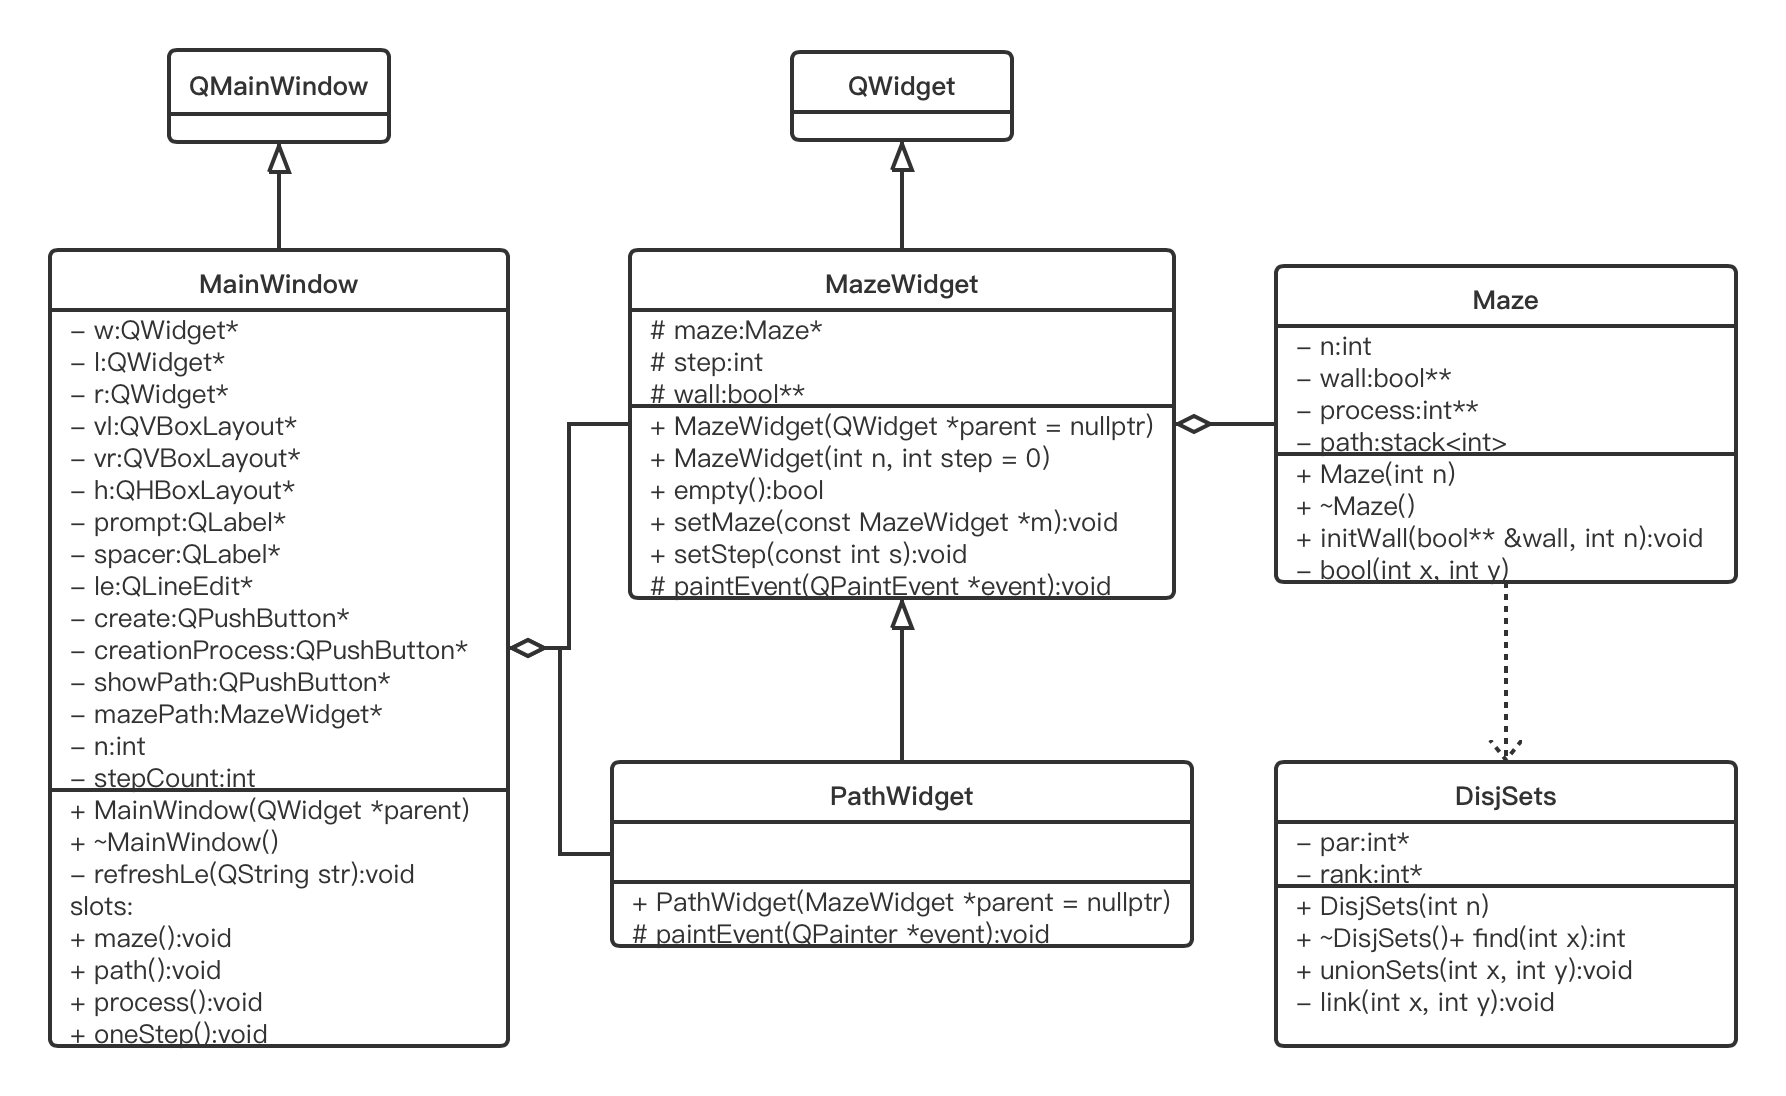 QMainWindow
QWidget
MainWindow
– w:QWidget*
– l:QWidget*
– r:QWidget*
– vl:QVBoxLayout*
– vr:QVBoxLayout*
– h:QHBoxLayout*
– prompt:QLabel*
– spacer:QLabel*
– le:QLineEdit*
– create:QPushButton*
– creationProcess:QPushButton*
– showPath:QPushButton*
– mazePath:MazeWidget*
– n:int
– stepCount:int
+ MainWindow(QWidget *parent)
+ ~MainWindow()
– refreshLe(QString str):void
slots:
+ maze():void
+ path():void
+ process():void
+ oneStep():void
MazeWidget
# maze:Maze*
# step:int
# wall:bool**
+ MazeWidget(QWidget *parent = nullptr)
+ MazeWidget(int n, int step = 0)
+ empty():bool
+ setMaze(const MazeWidget *m):void
+ setStep(const int s):void
# paintEvent(QPaintEvent *event):void
Maze
– n:int
– wall:bool**
– process:int**
– path:stack<int>
+ Maze(int n)
+ ~Maze()
+ initWall(bool** &wall, int n):void
– bool(int x, int y)
PathWidget
+ PathWidget(MazeWidget *parent = nullptr)
# paintEvent(QPainter *event):void
DisjSets
– par:int*
– rank:int*
+ DisjSets(int n)
+ ~DisjSets()+ find(int x):int
+ unionSets(int x, int y):void
– link(int x, int y):void